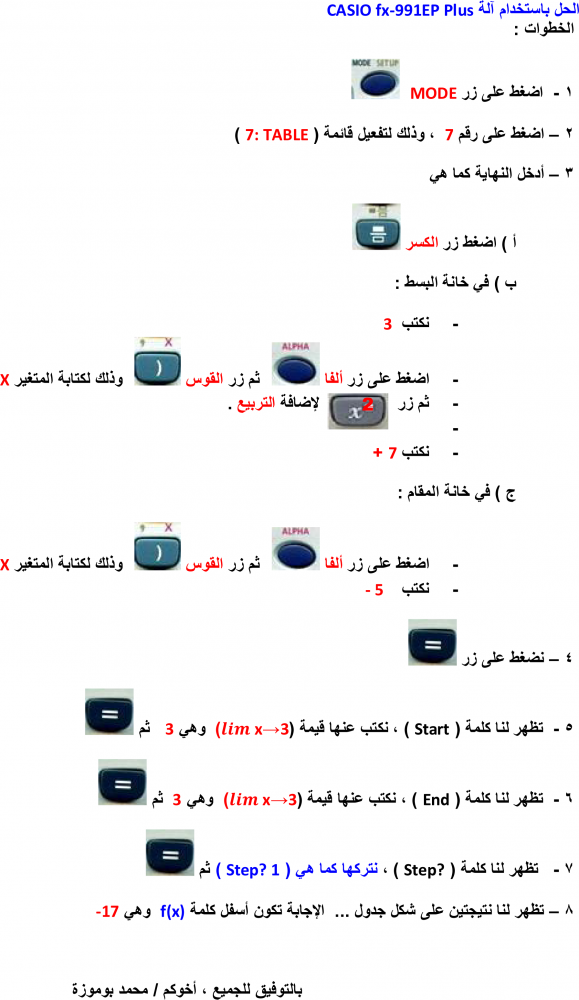 الحل باستخدام آلة CASIO fx-991EP Plus
الخطوات :
١ - اضغط على زر MODE MODE SETUP
٢ – اضغط على رقم 7 ، وذلك لتفعيل قائمة ( 7: TABLE )
٣ – أدخل النهاية كما هي
أ ) اضغط زر الكسر
ب ) في خانة البسط :
- نكتب 3
- اضغط على زر ألفا ALPHA ثم زر القوس X ) وذلك لكتابة المتغير X
- ثم زر x2 لإضافة التربيع .
-
- نكتب 7 +
ج ) في خانة المقام :
- اضغط على زر ألفا ALPHA ثم زر القوس X ) وذلك لكتابة المتغير X
- نكتب 5 -
٤ – نضغط على زر =
٥ - تظهر لنا كلمة ( Start ) ، نكتب عنها قيمة (lim x→3) وهي 3 ثم =
٦ - تظهر لنا كلمة ( End ) ، نكتب عنها قيمة (lim x→3) وهي 3 ثم =
٧ - تظهر لنا كلمة ( Step? ) ، نتركها كما هي ( Step? 1 ) ثم =
٨ – تظهر لنا نتيجتين على شكل جدول ... الإجابة تكون أسفل كلمة f(x) وهي -17
بالتوفيق للجميع ، أخوكم / محمد بوموزة